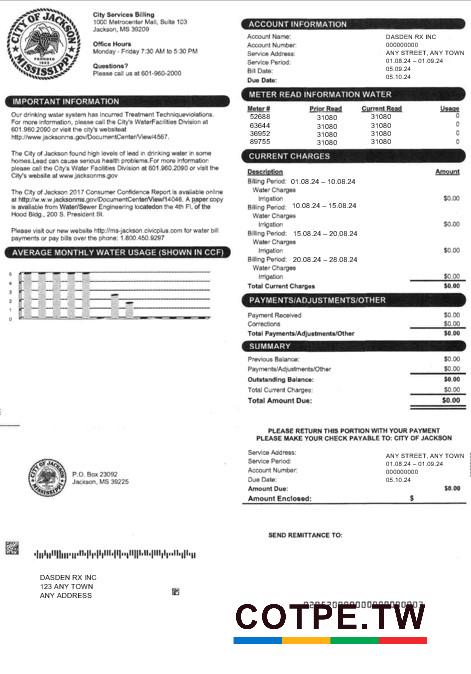 CITY OF JACKSON
MISSISSIPPI
City Services Billing
1000 Metrocenter Mall, Suite 103
Jackson, MS 39209
Office Hours
Monday - Friday 7:30 AM to 5:30 PM
Questions?
Please call us at 601-960-2000
IMPORTANT INFORMATION
Our drinking water system has incurred Treatment Techniqueviolations.
For more information, please call the City's WaterFacilities Division at
601.960.2090 or visit the city's websiteat
http://www.jacksonms.gov/DocumentCenter/View/4567.
The City of Jackson found high levels of lead in drinking water in some
homes.Lead can cause serious health problems.For more information
please call the City's Water Facilities Division at 601.960.2090 or visit the
City's website at www.jacksonms.gov
The City of Jackson 2017 Consumer Confidence Report is available online
at http://w.w.w.jacksonms.gov/DocumentCenter/View/14046. A paper copy
is available from Water/Sewer Engineering locatedon the 4th Fl, of the
Hood Bldg., 200 S. President St.
Please visit our new website http://ms-jackson.civicplus.com for water bill
payments or pay bills over the phone: 1.800.450.9297
AVERAGE MONTHLY WATER USAGE (SHOWN IN CCF)
5
4
3
2
1
0
ACCOUNT INFORMATION
Account Name: DASDEN RX INC
Account Number: 000000000
Service Address: ANY STREET, ANY TOWN
Service Period: 01.08.24 – 01.09.24
Bill Date: 05.09.24
Due Date: 05.10.24
METER READ INFORMATION WATER
Meter # Prior Read Current Read Usage
52688 31080 31080 0
63644 31080 31080 0
36952 31080 31080 0
89755 31080 31080 0
CURRENT CHARGES
Description Amount
Billing Period: 01.08.24 – 10.08.24
Water Charges
Irrigation $0.00
Billing Period: 10.08.24 – 15.08.24
Water Charges
Irrigation $0.00
Billing Period: 15.08.24 – 20.08.24
Water Charges
Irrigation $0.00
Billing Period: 20.08.24 – 28.08.24
Water Charges
Irrigation $0.00
Total Current Charges $0.00
PAYMENTS/ADJUSTMENTS/OTHER
Payment Received $0.00
Corrections $0.00
Total Payments/Adjustments/Other $0.00
SUMMARY
Previous Balance: $0.00
Payments/Adjustments/Other $0.00
Outstanding Balance: $0.00
Total Current Charges: $0.00
Total Amount Due: $0.00
PLEASE RETURN THIS PORTION WITH YOUR PAYMENT
PLEASE MAKE YOUR CHECK PAYABLE TO: CITY OF JACKSON
Service Address: ANY STREET, ANY TOWN
Service Period: 01.08.24 – 01.09.24
Account Number: 000000000
Due Date: 05.10.24
Amount Due: $0.00
Amount Enclosed: $
CITY OF JACKSON
MISSISSIPPI
P.O. Box 23092
Jackson, MS 39225
SEND REMITTANCE TO:
DASDEN RX INC
123 ANY TOWN
ANY ADDRESS
COTPE.TW